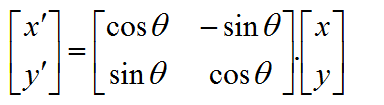 [x′ y′] = [cos θ − sin θ sin θ cos θ] . [x y]